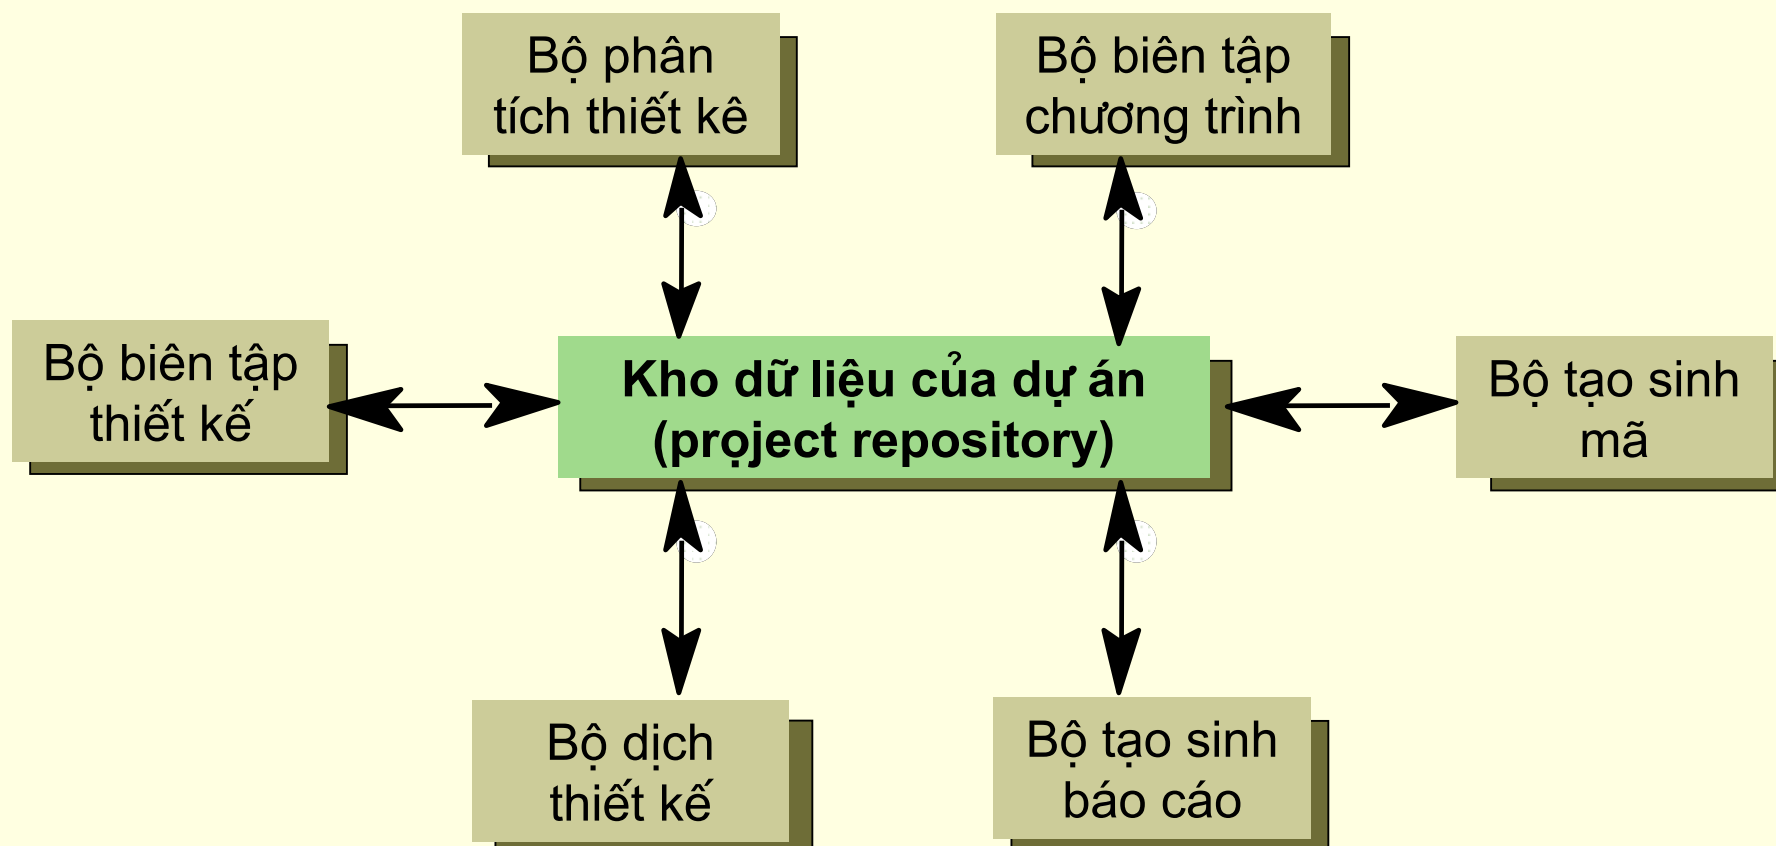 Bộ phân
tích thiết kê
Bộ biên tập
chương trình
Bộ biên tập
thiết kế
Kho dữ liệu của dự án
(prọject repository)
Bộ tạo sinh
mã
Bộ dịch
thiết kế
Bộ tạo sinh
báo cáo